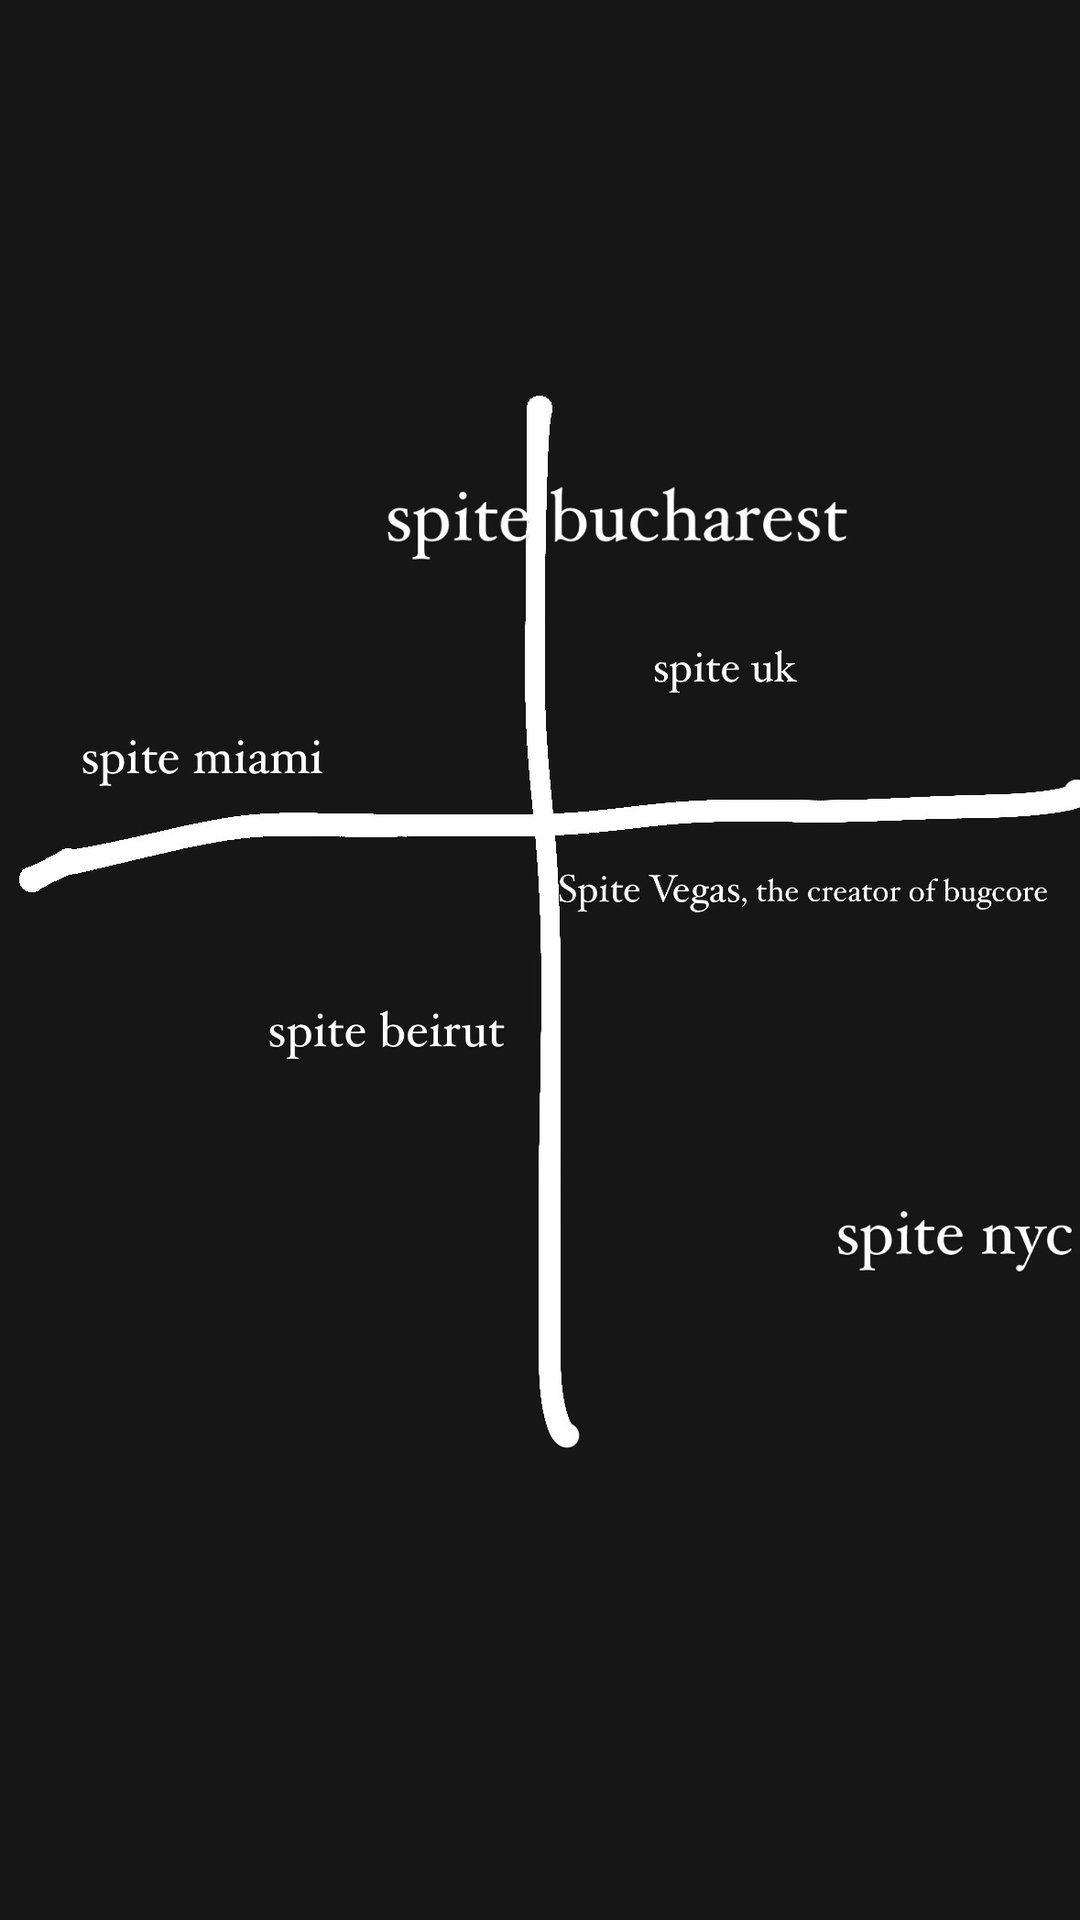 spite bucharest
spite uk
spite miami
Spite Vegas, the creator of bugcore
spite beirut
spite nyc